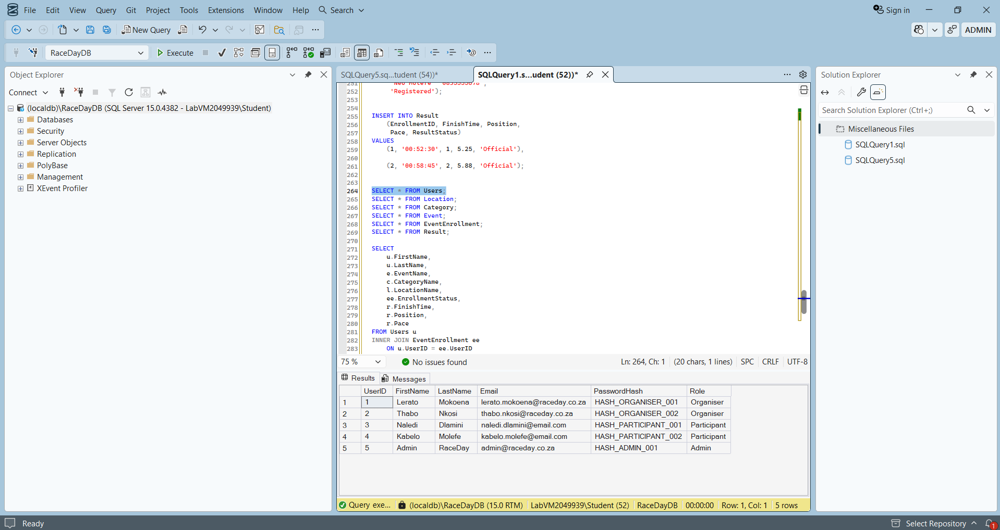 File Edit View Query Git Project Tools Extensions Window Help Search Sign in
New Query ADMIN
RaceDayDB Execute
Object Explorer
Connect
(localdb)\RaceDayDB (SQL Server 15.0.4382 - LabVM2049939\Student)
Databases
Security
Server Objects
Replication
PolyBase
Management
XEvent Profiler
SQLQuery5.sq...tudent (54))* SQLQuery1.s...udent (52))*
251 'Neo Molefe - 0835555678',
252 'Registered');
253
254
255 INSERT INTO Result
256 (EnrollmentID, FinishTime, Position,
257 Pace, ResultStatus)
258 VALUES
259 (1, '00:52:30', 1, 5.25, 'Official'),
260
261 (2, '00:58:45', 2, 5.88, 'Official');
262
263
264 SELECT * FROM Users;
265 SELECT * FROM Location;
266 SELECT * FROM Category;
267 SELECT * FROM Event;
268 SELECT * FROM EventEnrollment;
269 SELECT * FROM Result;
270
271 SELECT
272 u.FirstName,
273 u.LastName,
274 e.EventName,
275 c.CategoryName,
276 l.LocationName,
277 ee.EnrollmentStatus,
278 r.FinishTime,
279 r.Position,
280 r.Pace
281 FROM Users u
282 INNER JOIN EventEnrollment ee
283 ON u.UserID = ee.UserID
75 % No issues found Ln: 264, Ch: 1 (20 chars, 1 lines) SPC CRLF UTF-8
Results Messages
UserID FirstName LastName Email PasswordHash Role
1 1 Lerato Mokoena lerato.mokoena@raceday.co.za HASH_ORGANISER_001 Organiser
2 2 Thabo Nkosi thabo.nkosi@raceday.co.za HASH_ORGANISER_002 Organiser
3 3 Naledi Dlamini naledi.dlamini@email.com HASH_PARTICIPANT_001 Participant
4 4 Kabelo Molefe kabelo.molefe@email.com HASH_PARTICIPANT_002 Participant
5 5 Admin RaceDay admin@raceday.co.za HASH_ADMIN_001 Admin
Query exe... (localdb)\RaceDayDB (15.0 RTM) LabVM2049939\Student (52) RaceDayDB 00:00:00 Row: 1, Col: 1 5 rows
Solution Explorer
Search Solution Explorer (Ctrl+;)
Miscellaneous Files
SQLQuery1.sql
SQLQuery5.sql
Ready Select Repository 1